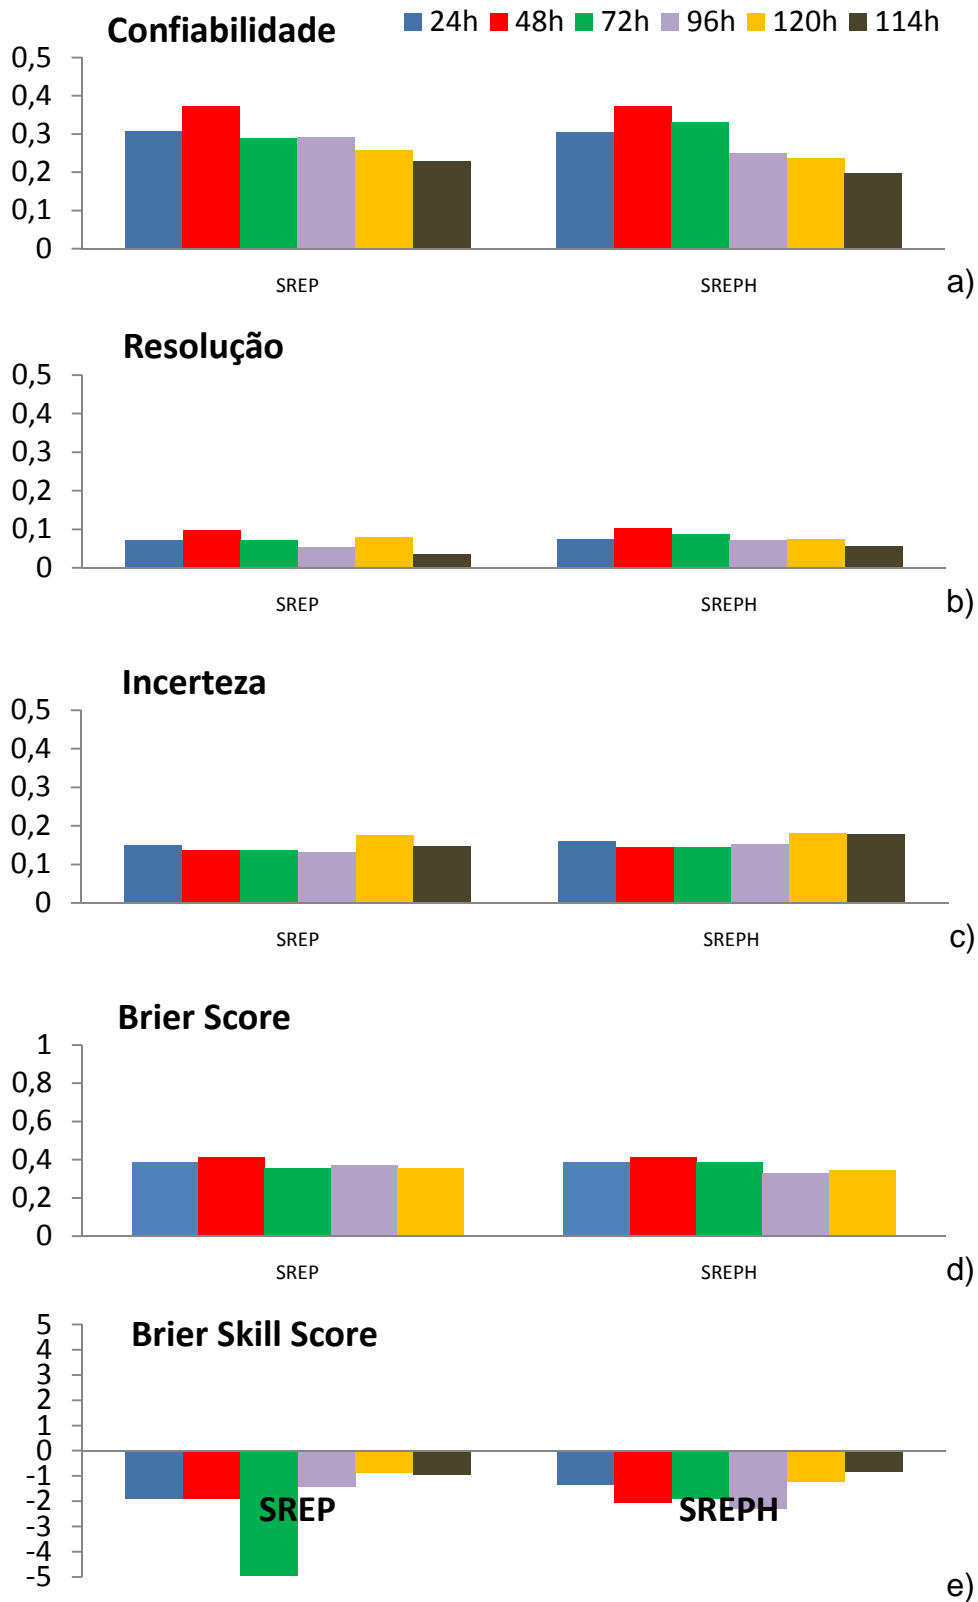 Confiabilidade
24h 48h 72h 96h 120h 114h
0,5
0,4
0,3
0,2
0,1
0
SREP SREPH
a)
Resolução
0,5
0,4
0,3
0,2
0,1
0
SREP SREPH
b)
Incerteza
0,5
0,4
0,3
0,2
0,1
0
SREP SREPH
c)
Brier Score
1
0,8
0,6
0,4
0,2
0
SREP SREPH
d)
Brier Skill Score
5
4
3
2
1
0
-1
-2
-3
-4
-5
SREP SREPH
e)